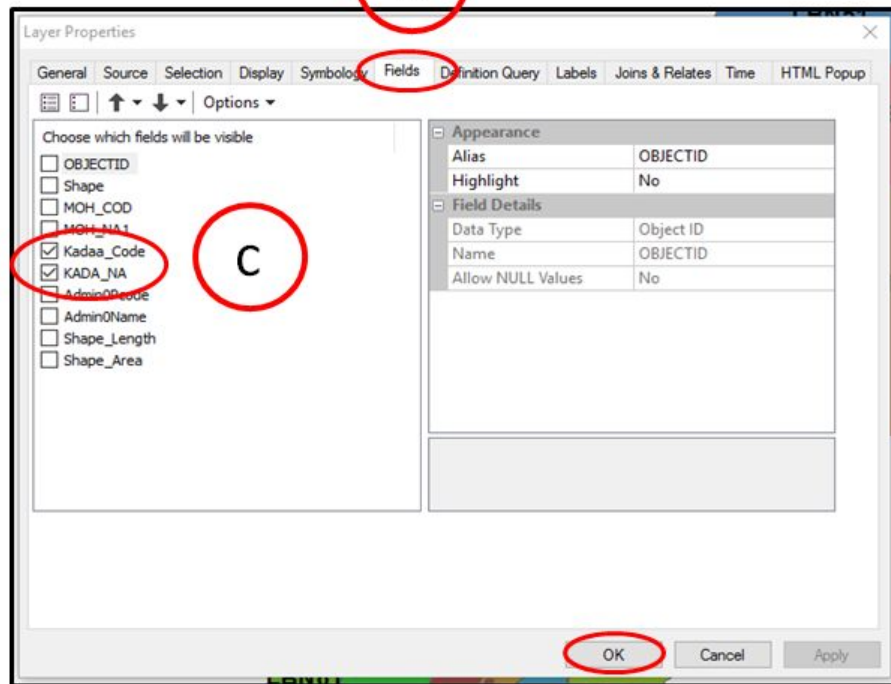 Layer Properties
General Source Selection Display Symbology Fields Definition Query Labels Joins & Relates Time HTML Popup
Options
Choose which fields will be visible
OBJECTID
Shape
MOH_COD
MOH_NA1
Kadaa_Code
KADA_NA
Admin0Pcode
Admin0Name
Shape_Length
Shape_Area
C
Appearance
Alias OBJECTID
Highlight No
Field Details
Data Type Object ID
Name OBJECTID
Allow NULL Values No
OK Cancel Apply